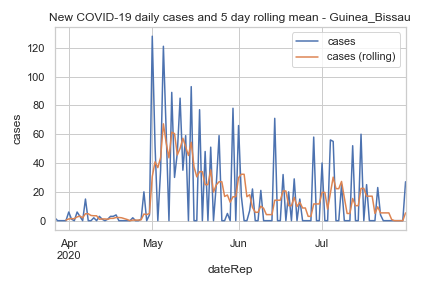 New COVID-19 daily cases and 5 day rolling mean - Guinea_Bissau
cases
cases (rolling)
120
100
80
60
40
20
0
cases
Apr
2020
May
Jun
Jul
dateRep